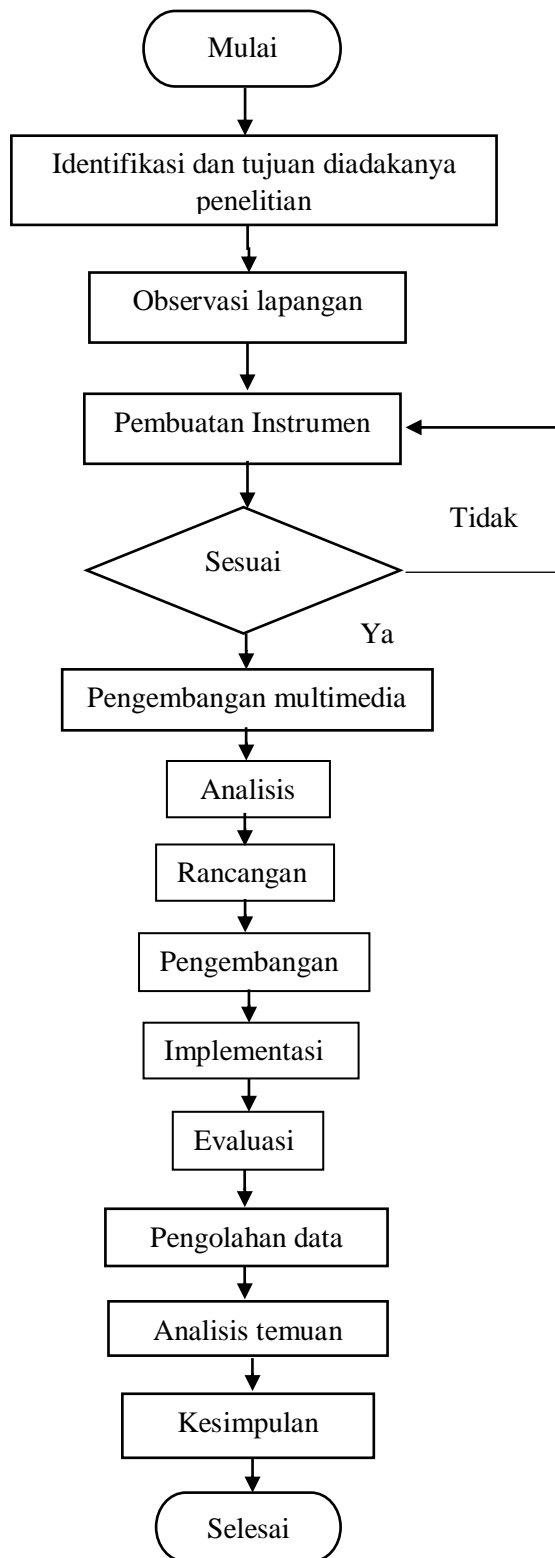 Mulai
Identifikasi dan tujuan diadakanya
penelitian
Observasi lapangan
Pembuatan Instrumen
Tidak
Sesuai
Ya
Pengembangan multimedia
Analisis
Rancangan
Pengembangan
Implementasi
Evaluasi
Pengolahan data
Analisis temuan
Kesimpulan
Selesai